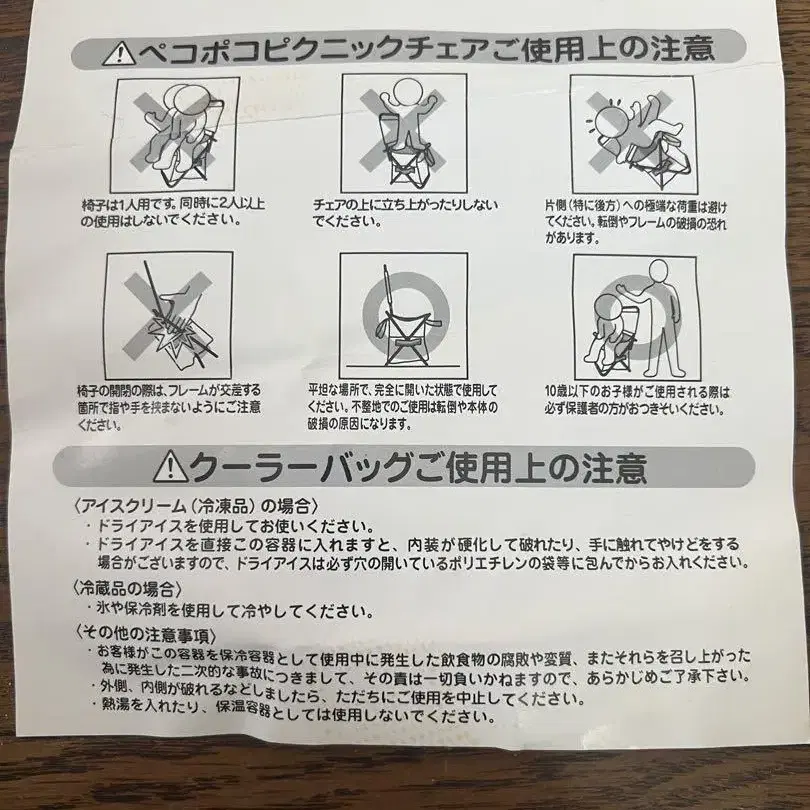 ペコポコピクニックチェアご使用上の注意
椅子は1人用です。同時に2人以上
の使用はしないでください。
チェアの上に立ち上がったりしない
でください。
片側(特に後方)への極端な荷重は避け
てください。転倒やフレームの破損の恐れ
があります。
椅子の開閉の際は、フレームが交差する
箇所で指や手を挟まないようにご注意
ください。
平坦な場所で、完全に開いた状態で使用して
ください。不整地でのご使用は転倒や本体の
破損の原因になります。
10歳以下のお子様がご使用される際は
必ず保護者の方がおつきそいください。
クーラーバッグご使用上の注意
〈アイスクリーム(冷凍品)の場合〉
・ドライアイスを使用してお使いください。
・ドライアイスを直接この容器に入れますと、内装が硬化して破れたり、手に触れてやけどをする
場合がございますので、ドライアイスは必ず穴の開いているポリエチレンの袋等に包んでからお入れください。
〈冷蔵品の場合〉
・氷や保冷剤を使用して冷やしてください。
〈その他の注意事項〉
・お客様がこの容器を保冷容器として使用中に発生した飲食物の腐敗や変質、またそれらを召し上がった
為に発生した二次的な事故につきまして、その責は一切負いかねますので、あらかじめご了承下さい。
・外側、内側が破れるなどしましたら、ただちにご使用を中止してください。
・熱湯を入れたり、保温容器としては使用しないでください。